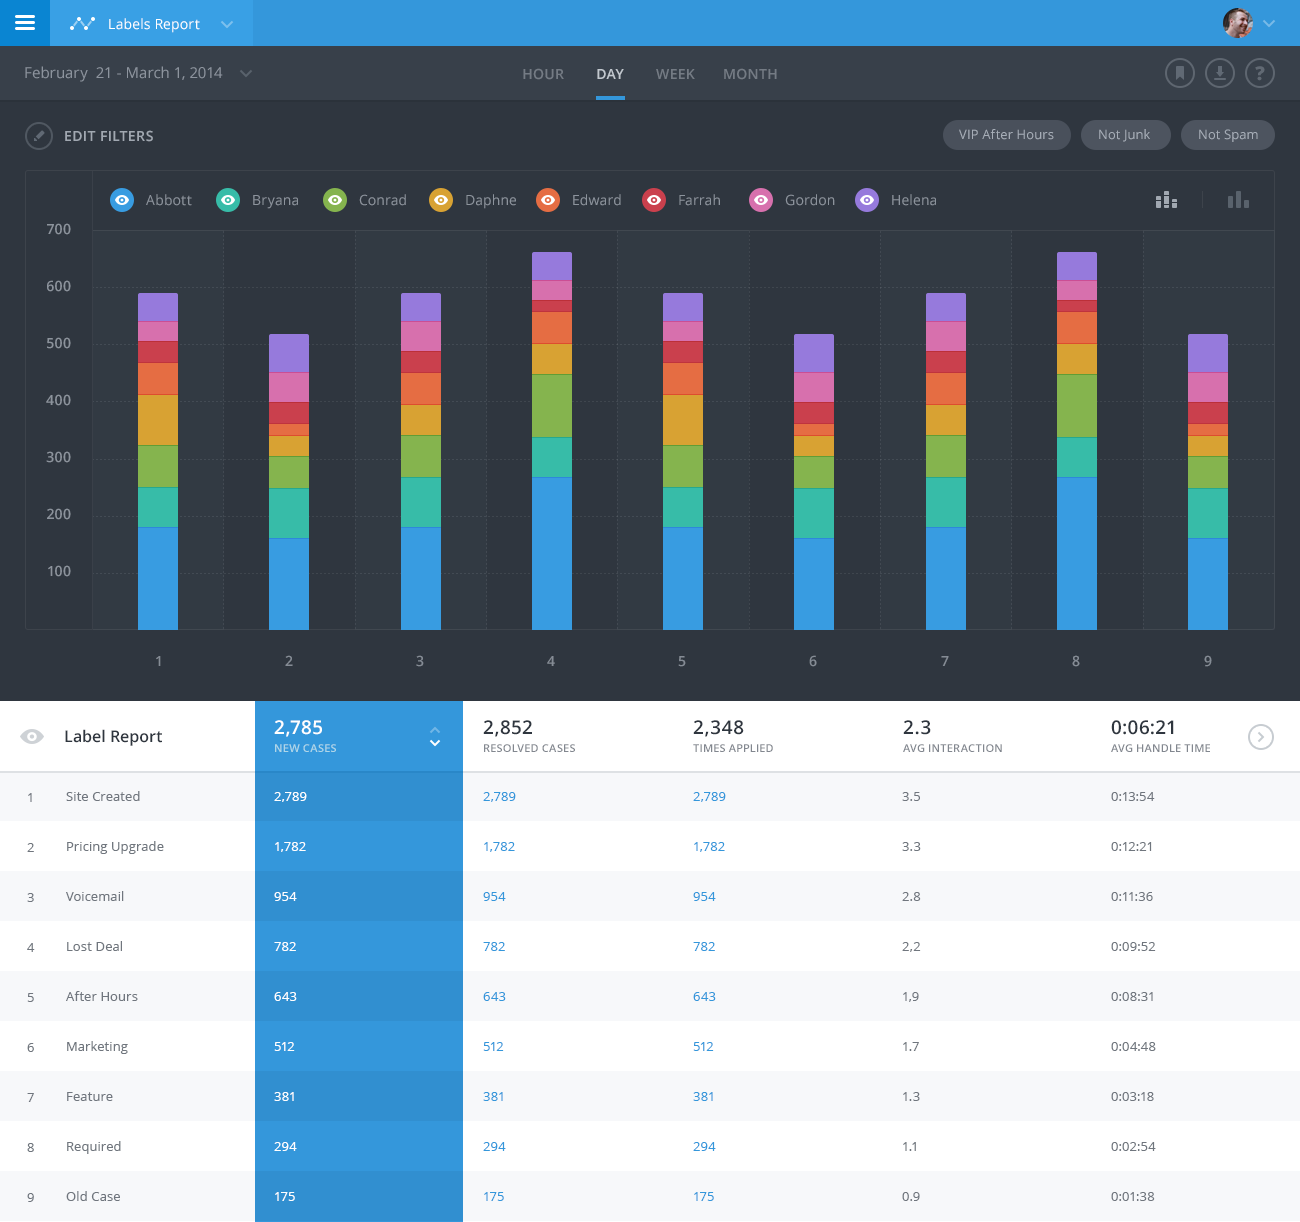 Labels Report
February 21 - March 1, 2014 HOUR DAY WEEK MONTH ?
EDIT FILTERS VIP After Hours Not Junk Not Spam
Abbott Bryana Conrad Daphne Edward Farrah Gordon Helena
700
600
500
400
300
200
100
1 2 3 4 5 6 7 8 9
Label Report 2,785 2,852 2,348 2.3 0:06:21
NEW CASES RESOLVED CASES TIMES APPLIED AVG INTERACTION AVG HANDLE TIME
1 Site Created 2,789 2,789 2,789 3.5 0:13:54
2 Pricing Upgrade 1,782 1,782 1,782 3.3 0:12:21
3 Voicemail 954 954 954 2.8 0:11:36
4 Lost Deal 782 782 782 2,2 0:09:52
5 After Hours 643 643 643 1,9 0:08:31
6 Marketing 512 512 512 1.7 0:04:48
7 Feature 381 381 381 1.3 0:03:18
8 Required 294 294 294 1.1 0:02:54
9 Old Case 175 175 175 0.9 0:01:38